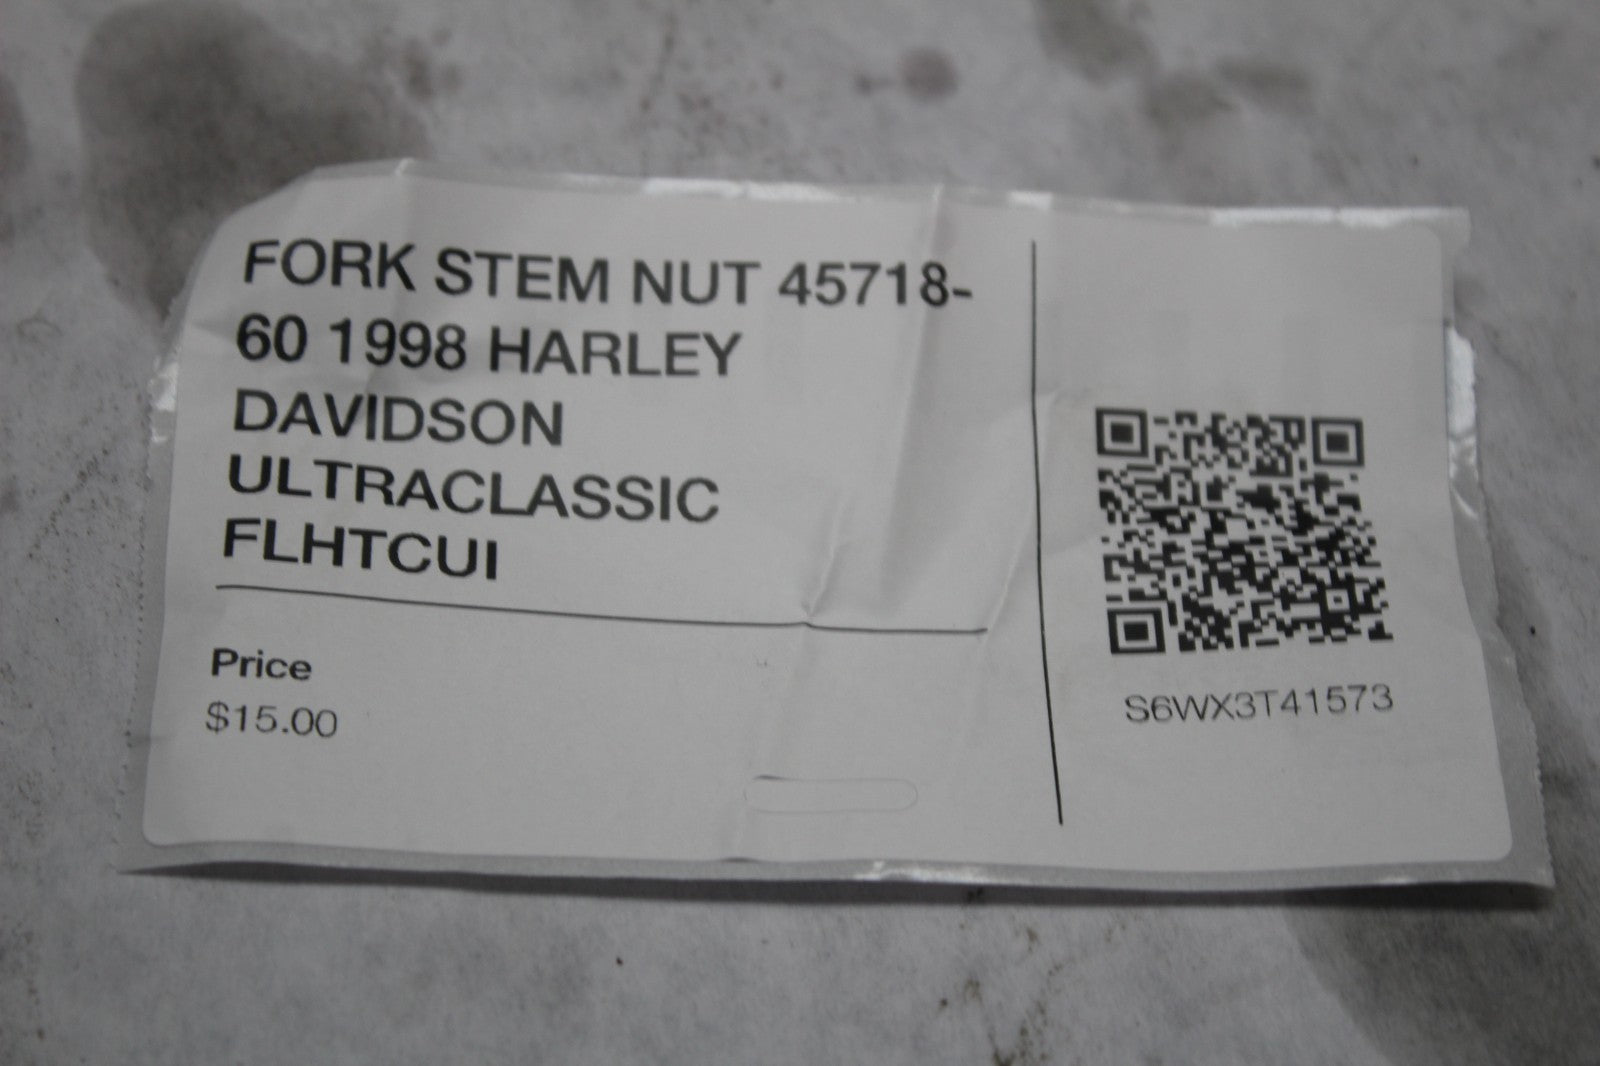 FORK STEM NUT 45718-
60 1998 HARLEY
DAVIDSON
ULTRACLASSIC
FLHTCUI
Price
$15.00
S6WX3T41573